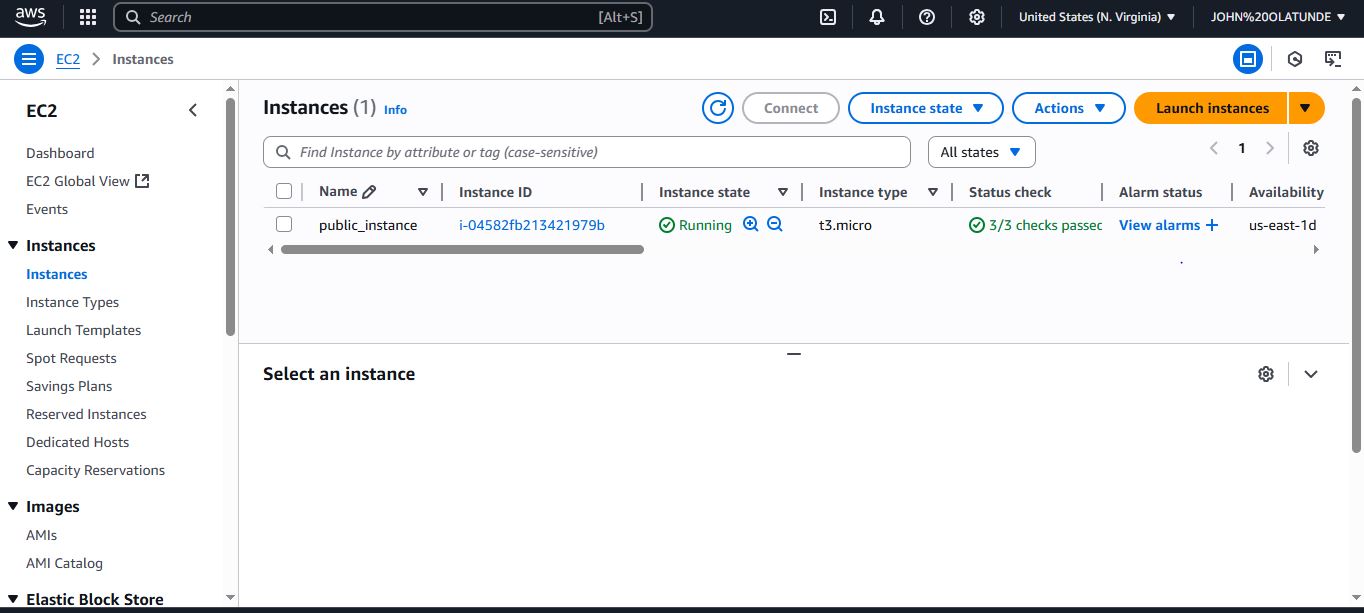 aws Search [Alt+S] United States (N. Virginia) JOHN%20OLATUNDE
EC2 Instances
EC2
Dashboard
EC2 Global View
Events
Instances
Instances
Instance Types
Launch Templates
Spot Requests
Savings Plans
Reserved Instances
Dedicated Hosts
Capacity Reservations
Images
AMIs
AMI Catalog
Elastic Block Store
Instances (1) Info Connect Instance state Actions Launch instances
Find Instance by attribute or tag (case-sensitive) All states 1
Name Instance ID Instance state Instance type Status check Alarm status Availability
public_instance i-04582fb213421979b Running t3.micro 3/3 checks passec View alarms + us-east-1d
Select an instance